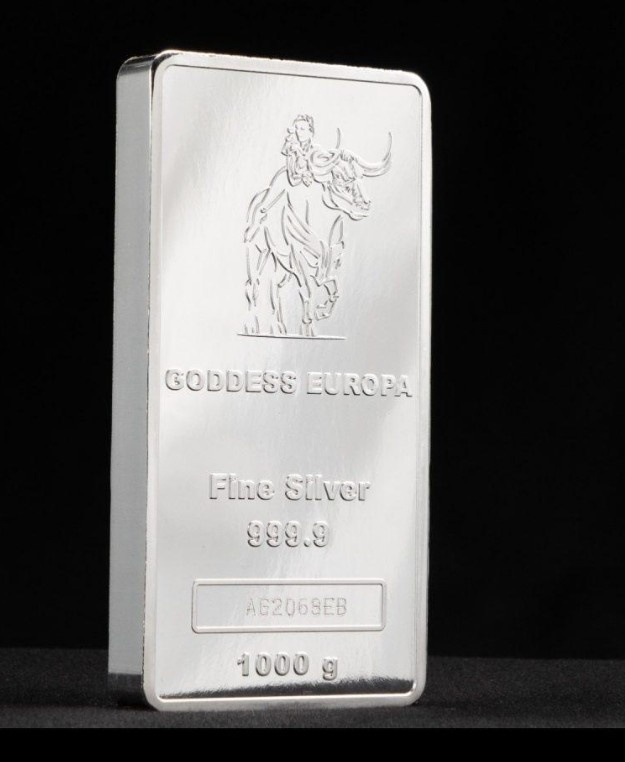 GODDESS EUROPA
Fine Silver
999.9
AG2068EB
1000 g